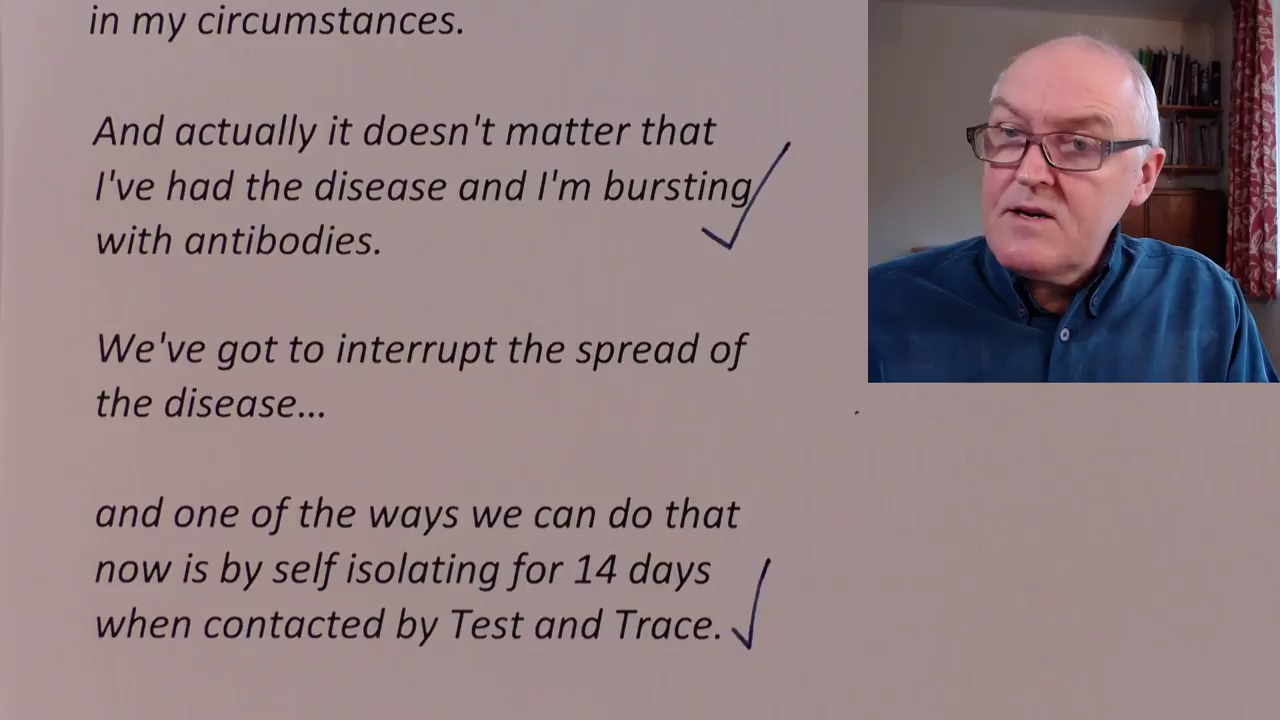 in my circumstances.
And actually it doesn't matter that
I've had the disease and I'm bursting
with antibodies.
We've got to interrupt the spread of
the disease...
and one of the ways we can do that
now is by self isolating for 14 days
when contacted by Test and Trace.